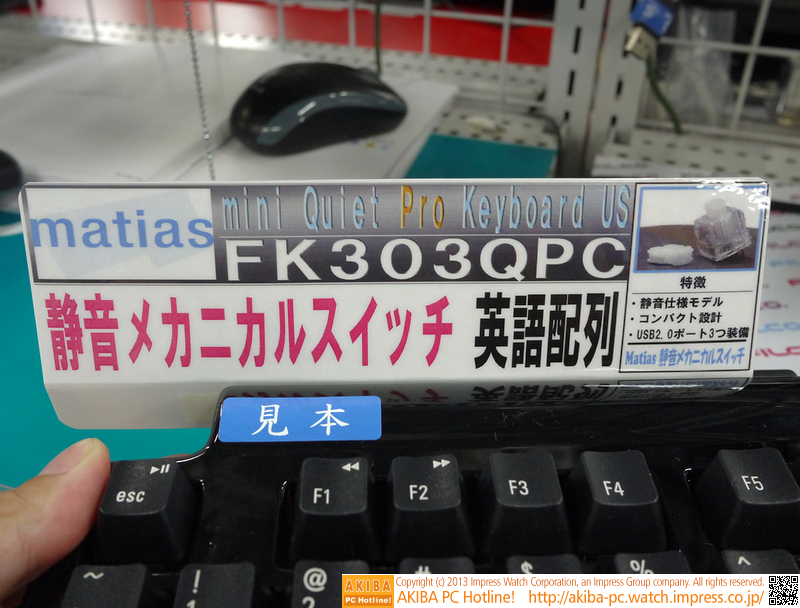 matias
mini Quiet Pro Keyboard US
FK303QPC
静音メカニカルスイッチ 英語配列
特徴
・静音仕様モデル
・コンパクト設計
・USB2.0ポート3つ装備
Matias 静音メカニカルスイッチ
見本
esc
F1
F2
F3
F4
F5
~
!
@
2
#
$
%
^
AKIBA
PC Hotline!
Copyright (c) 2013 Impress Watch Corporation, an Impress Group company. All rights reserved.
AKIBA PC Hotline! http://akiba-pc.watch.impress.co.jp/